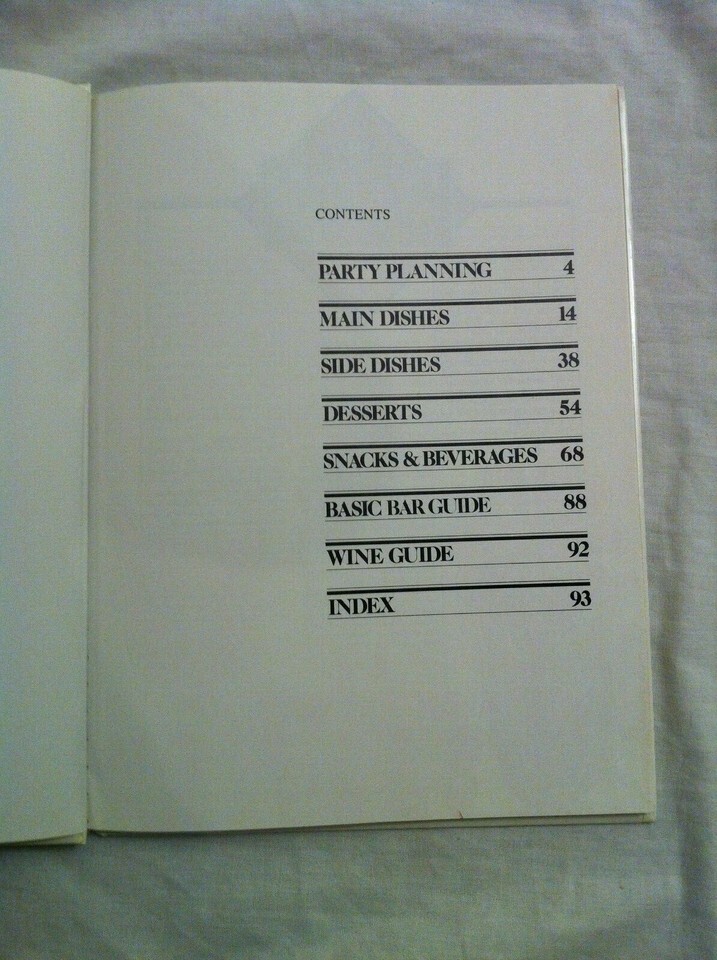 CONTENTS
PARTY PLANNING 4
MAIN DISHES 14
SIDE DISHES 38
DESSERTS 54
SNACKS & BEVERAGES 68
BASIC BAR GUIDE 88
WINE GUIDE 92
INDEX 93